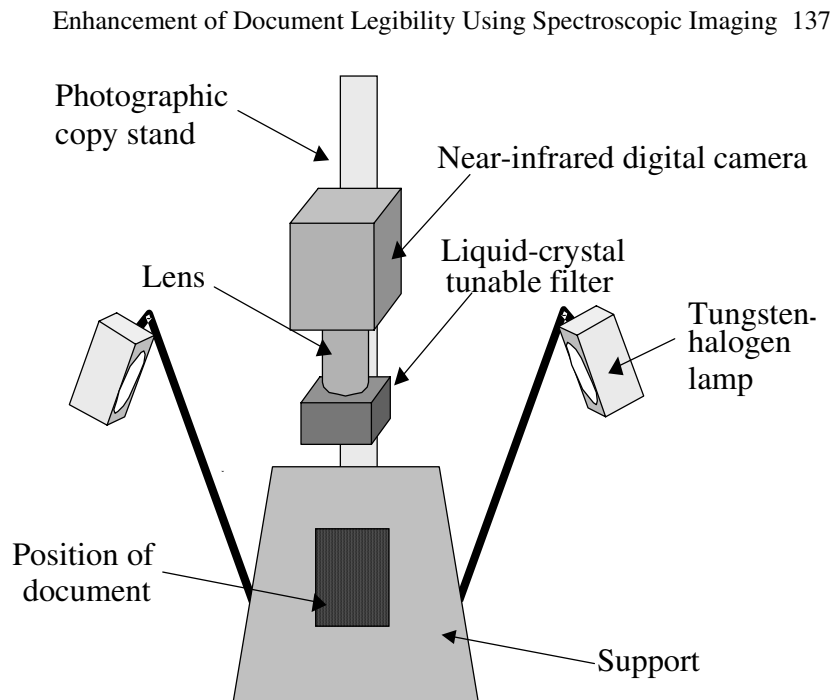 Enhancement of Document Legibility Using Spectroscopic Imaging 137
Photographic
copy stand
Near-infrared digital camera
Liquid-crystal
tunable filter
Lens
Tungsten-
halogen
lamp
Position of
document
Support